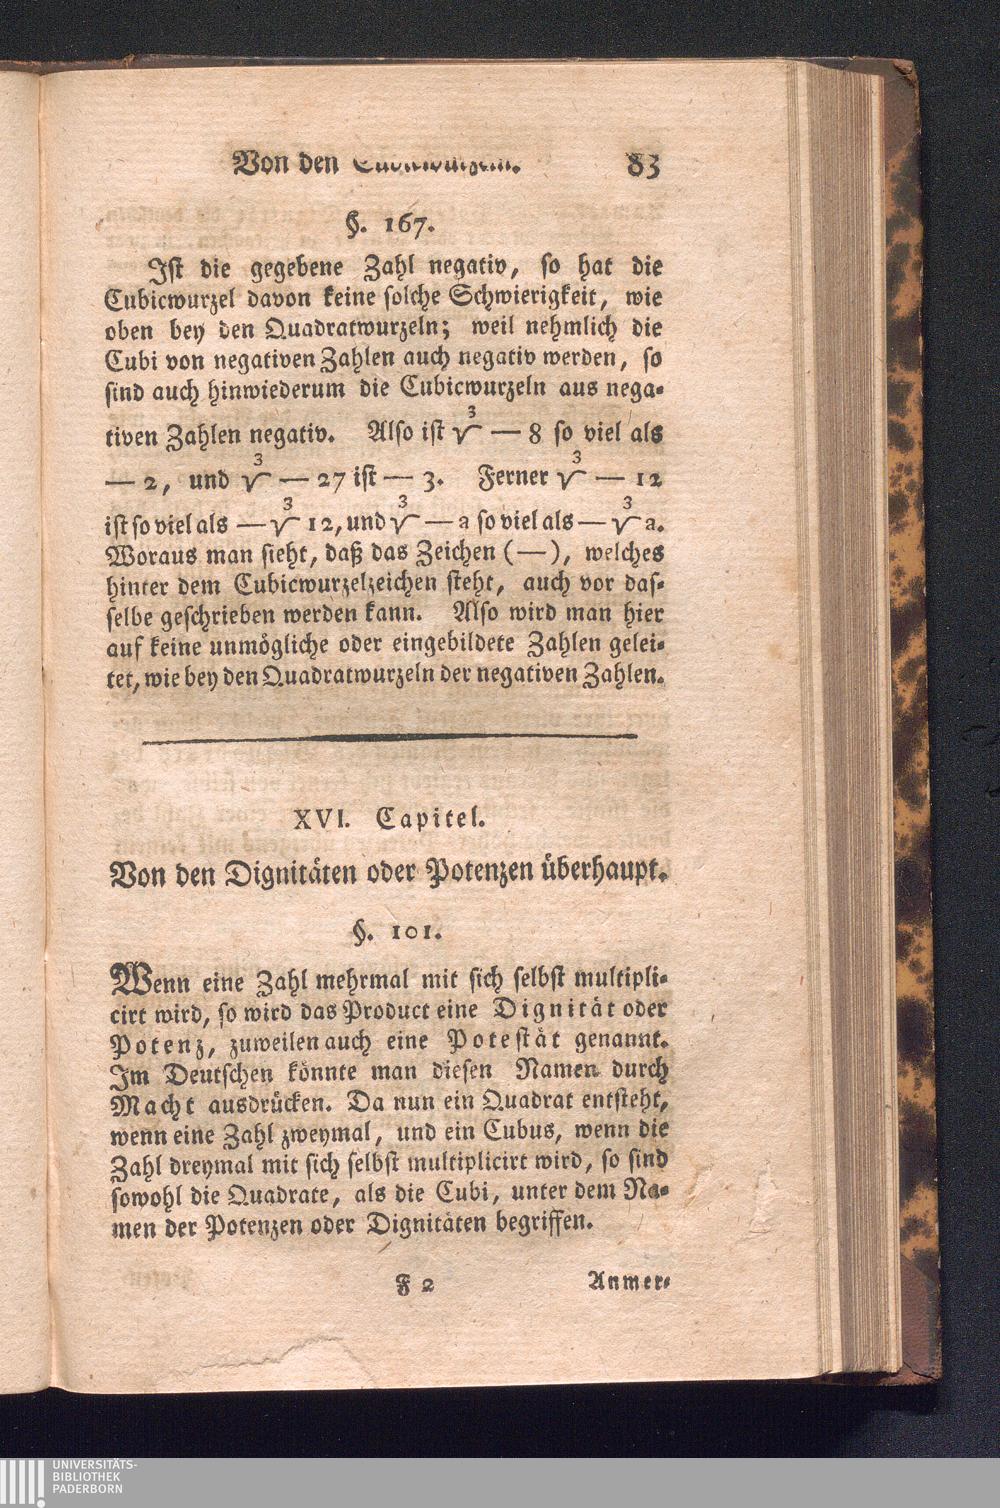 Von den 83
§. 167.
Ist die gegebene Zahl negativ, so hat die
Cubicwurzel davon keine solche Schwierigkeit, wie
oben bey den Quadratwurzeln; weil nehmlich die
Cubi von negativen Zahlen auch negativ werden, so
sind auch hinwiederum die Cubicwurzeln aus nega-
tiven Zahlen negativ. Also ist ∛ — 8 so viel als
— 2, und ∛ — 27 ist — 3. Ferner ∛ — 12
ist so viel als — ∛ 12, und ∛ — a so viel als — ∛ a.
Woraus man sieht, daß das Zeichen (—), welches
hinter dem Cubicwurzelzeichen steht, auch vor das-
selbe geschrieben werden kann. Also wird man hier
auf keine unmögliche oder eingebildete Zahlen gelei-
tet, wie bey den Quadratwurzeln der negativen Zahlen.
XVI. Capitel.
Von den Dignitäten oder Potenzen überhaupt.
§. 101.
Wenn eine Zahl mehrmal mit sich selbst multipli-
cirt wird, so wird das Product eine Dignität oder
Potenz, zuweilen auch eine Potestät genannt.
Im Deutschen könnte man diesen Namen durch
Macht ausdrücken. Da nun ein Quadrat entsteht,
wenn eine Zahl zweymal, und ein Cubus, wenn die
Zahl dreymal mit sich selbst multiplicirt wird, so sind
sowohl die Quadrate, als die Cubi, unter dem Na-
men der Potenzen oder Dignitäten begriffen.
F 2 Anmer-
UNIVERSITÄTS-
BIBLIOTHEK
PADERBORN